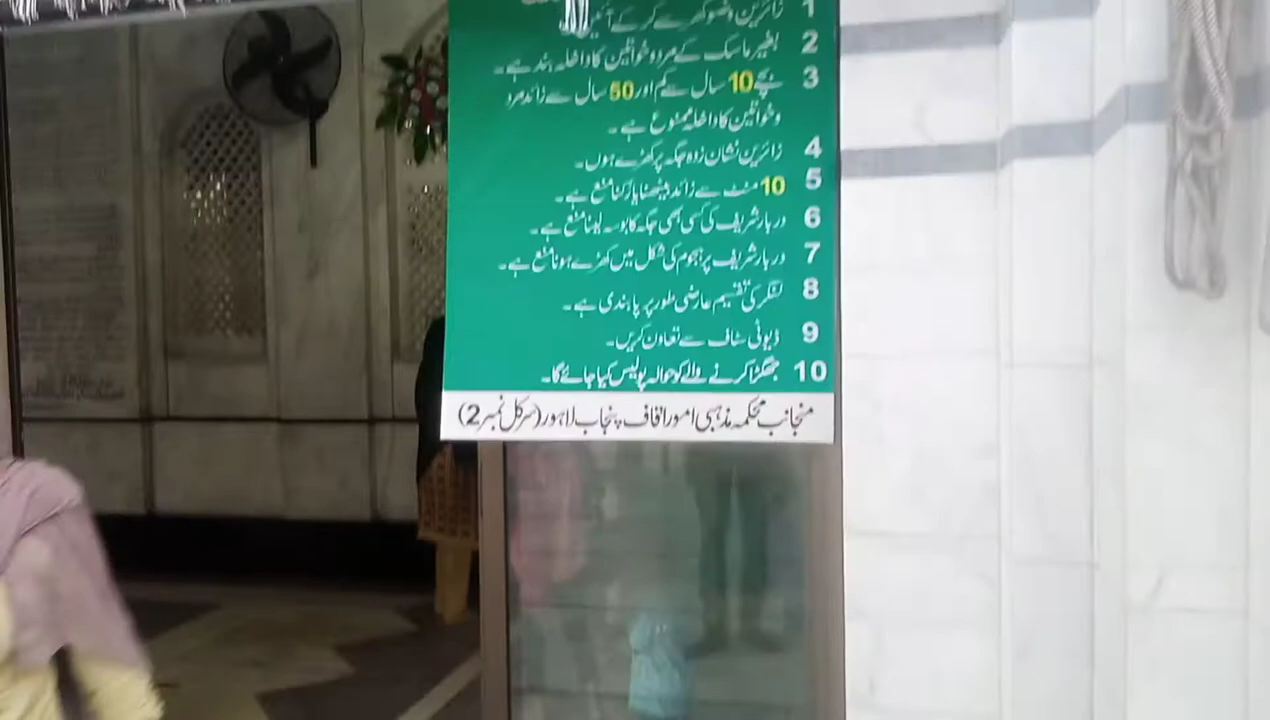 1 زائرین وضو گھر سے کر کے آئیں
2 بغیر ماسک کے مرد و خواتین کا داخلہ بند ہے۔
3 بچے 10 سال سے کم اور 50 سال سے زائد مرد
و خواتین کا داخلہ ممنوع ہے۔
4 زائرین نشان زدہ جگہ پر کھڑے ہوں۔
5 10 منٹ سے زائد بیٹھنا یا رکنا منع ہے۔
6 دربار شریف کی کسی بھی جگہ کا بوسہ لینا منع ہے۔
7 دربار شریف پر ہجوم کی شکل میں کھڑے ہونا منع ہے۔
8 لنگر کی تقسیم عارضی طور پر پابندی ہے۔
9 ڈیوٹی سٹاف سے تعاون کریں۔
10 جھگڑا کرنے والے کو حوالہ پولیس کیا جائے گا۔
منجانب محکمہ مذہبی امور اوقاف پنجاب لاہور (سرکل نمبر 2)